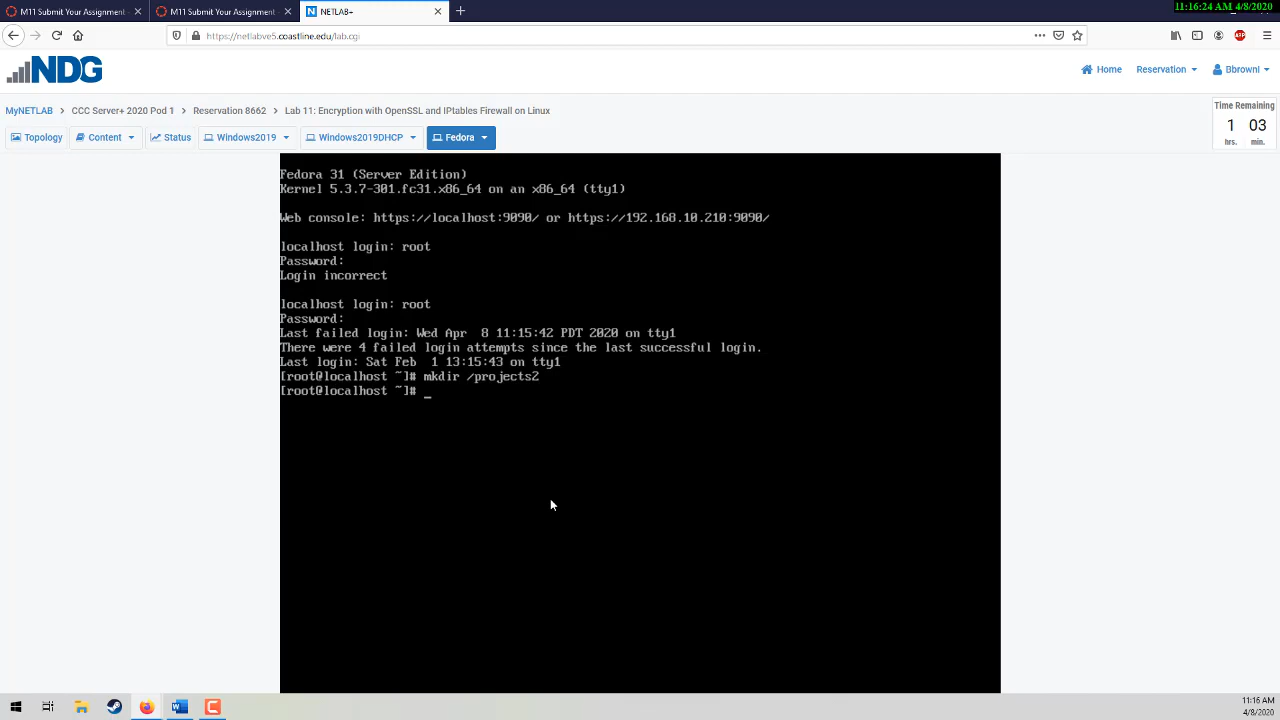 M11 Submit Your Assignment -
M11 Submit Your Assignment -
NETLAB+
11:16:24 AM 4/8/2020
https://netlabve5.coastline.edu/lab.cgi
ABP
NDG
Home
Reservation
Bbrownl
MyNETLAB
CCC Server+ 2020 Pod 1
Reservation 8662
Lab 11: Encryption with OpenSSL and IPtables Firewall on Linux
Time Remaining
1 03
hrs. min.
Topology
Content
Status
Windows2019
Windows2019DHCP
Fedora
Fedora 31 (Server Edition)
Kernel 5.3.7-301.fc31.x86_64 on an x86_64 (tty1)
Web console: https://localhost:9090/ or https://192.168.10.210:9090/
localhost login: root
Password:
Login incorrect
localhost login: root
Password:
Last failed login: Wed Apr  8 11:15:42 PDT 2020 on tty1
There were 4 failed login attempts since the last successful login.
Last login: Sat Feb  1 13:15:43 on tty1
[root@localhost ~]# mkdir /projects2
[root@localhost ~]# _
11:16 AM
4/8/2020